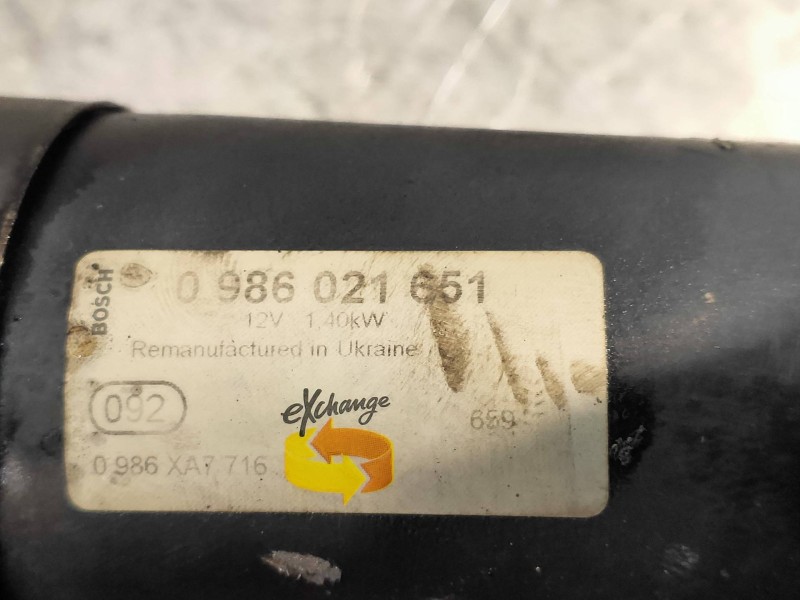 BOSCH
0 986 021 651
12V 1,40kW
Remanufactured in Ukraine
092
eXchange
659
0 986 XA7 716